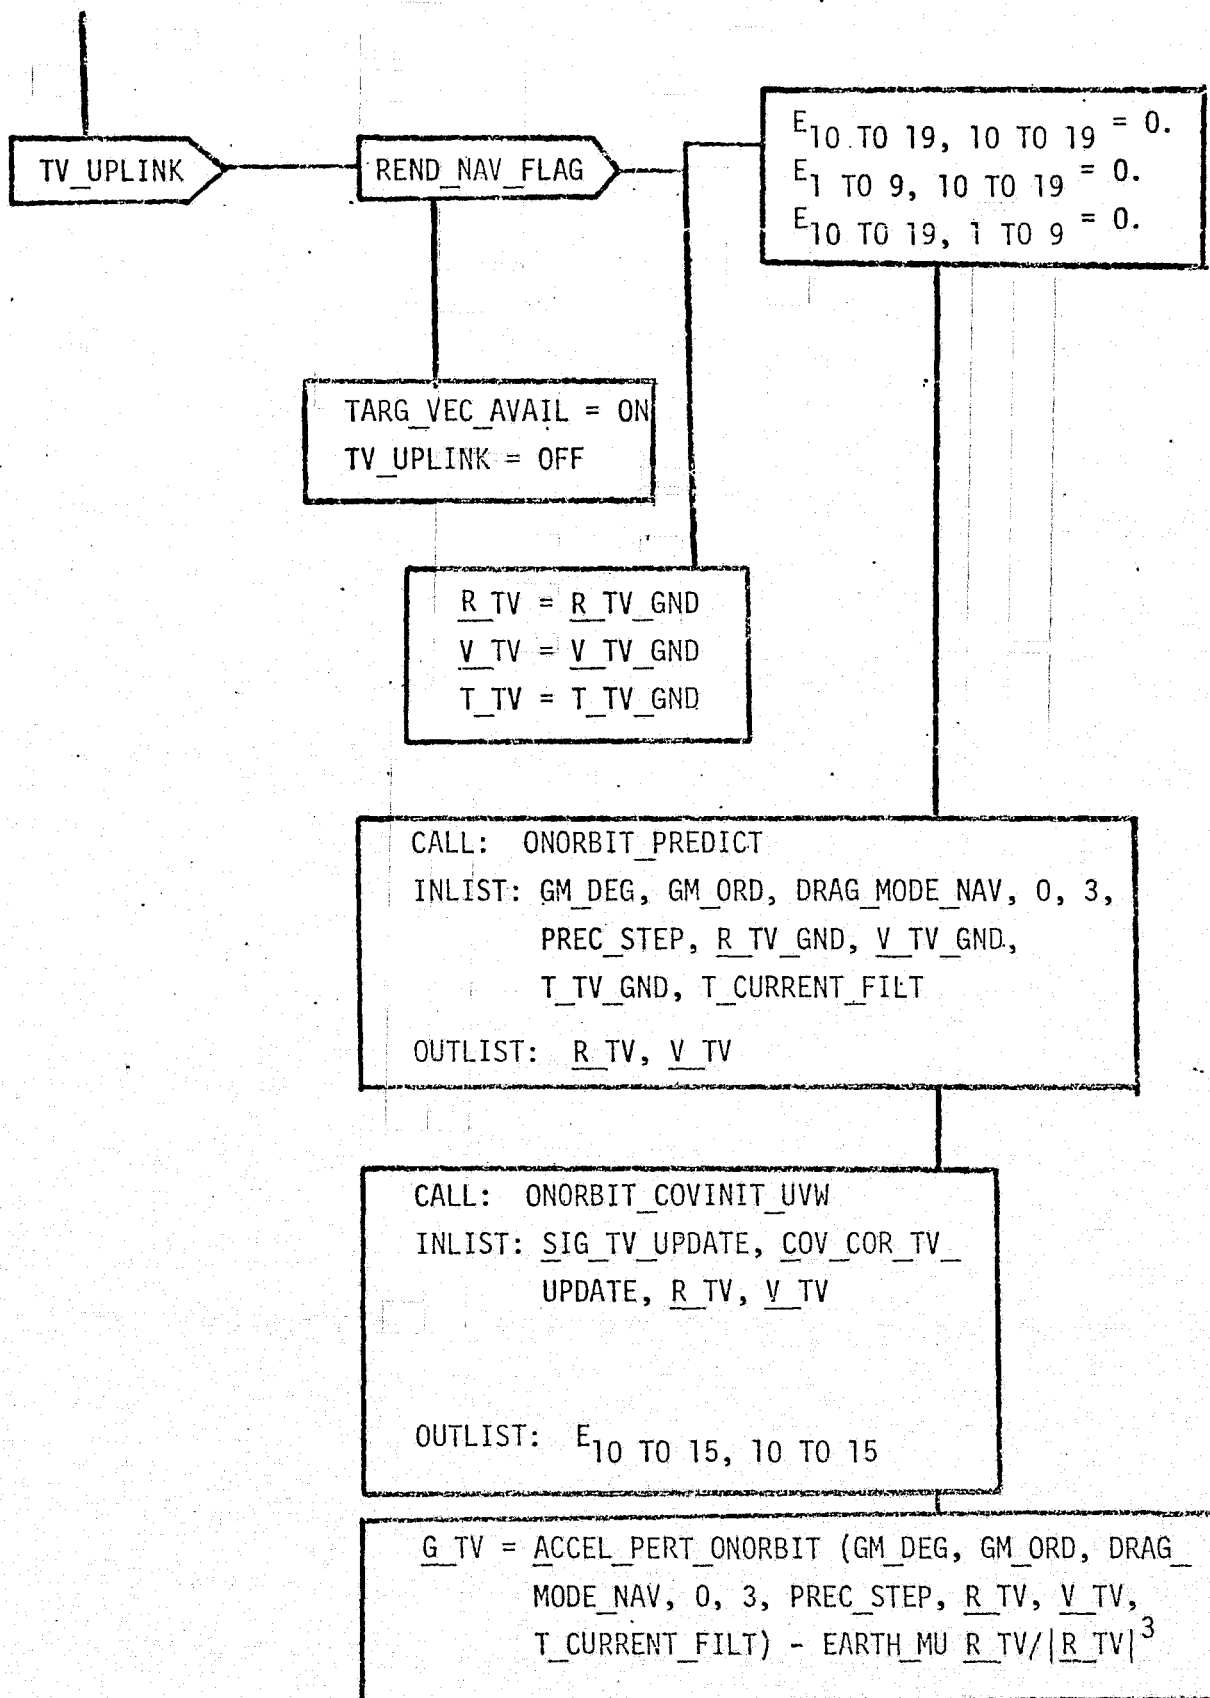 TV_UPLINK
REND_NAV_FLAG
E10 TO 19, 10 TO 19 = 0.
E1 TO 9, 10 TO 19 = 0.
E10 TO 19, 1 TO 9 = 0.
TARG_VEC_AVAIL = ON
TV_UPLINK = OFF
R_TV = R_TV_GND
V_TV = V_TV_GND
T_TV = T_TV_GND
CALL: ONORBIT_PREDICT
INLIST: GM_DEG, GM_ORD, DRAG_MODE_NAV, 0, 3,
PREC_STEP, R_TV_GND, V_TV_GND,
T_TV_GND, T_CURRENT_FILT
OUTLIST: R_TV, V_TV
CALL: ONORBIT_COVINIT_UVW
INLIST: SIG_TV_UPDATE, COV_COR_TV_
UPDATE, R_TV, V_TV
OUTLIST: E10 TO 15, 10 TO 15
G_TV = ACCEL_PERT_ONORBIT (GM_DEG, GM_ORD, DRAG_
MODE_NAV, 0, 3, PREC_STEP, R_TV, V_TV,
T_CURRENT_FILT) - EARTH_MU R_TV/|R_TV|3